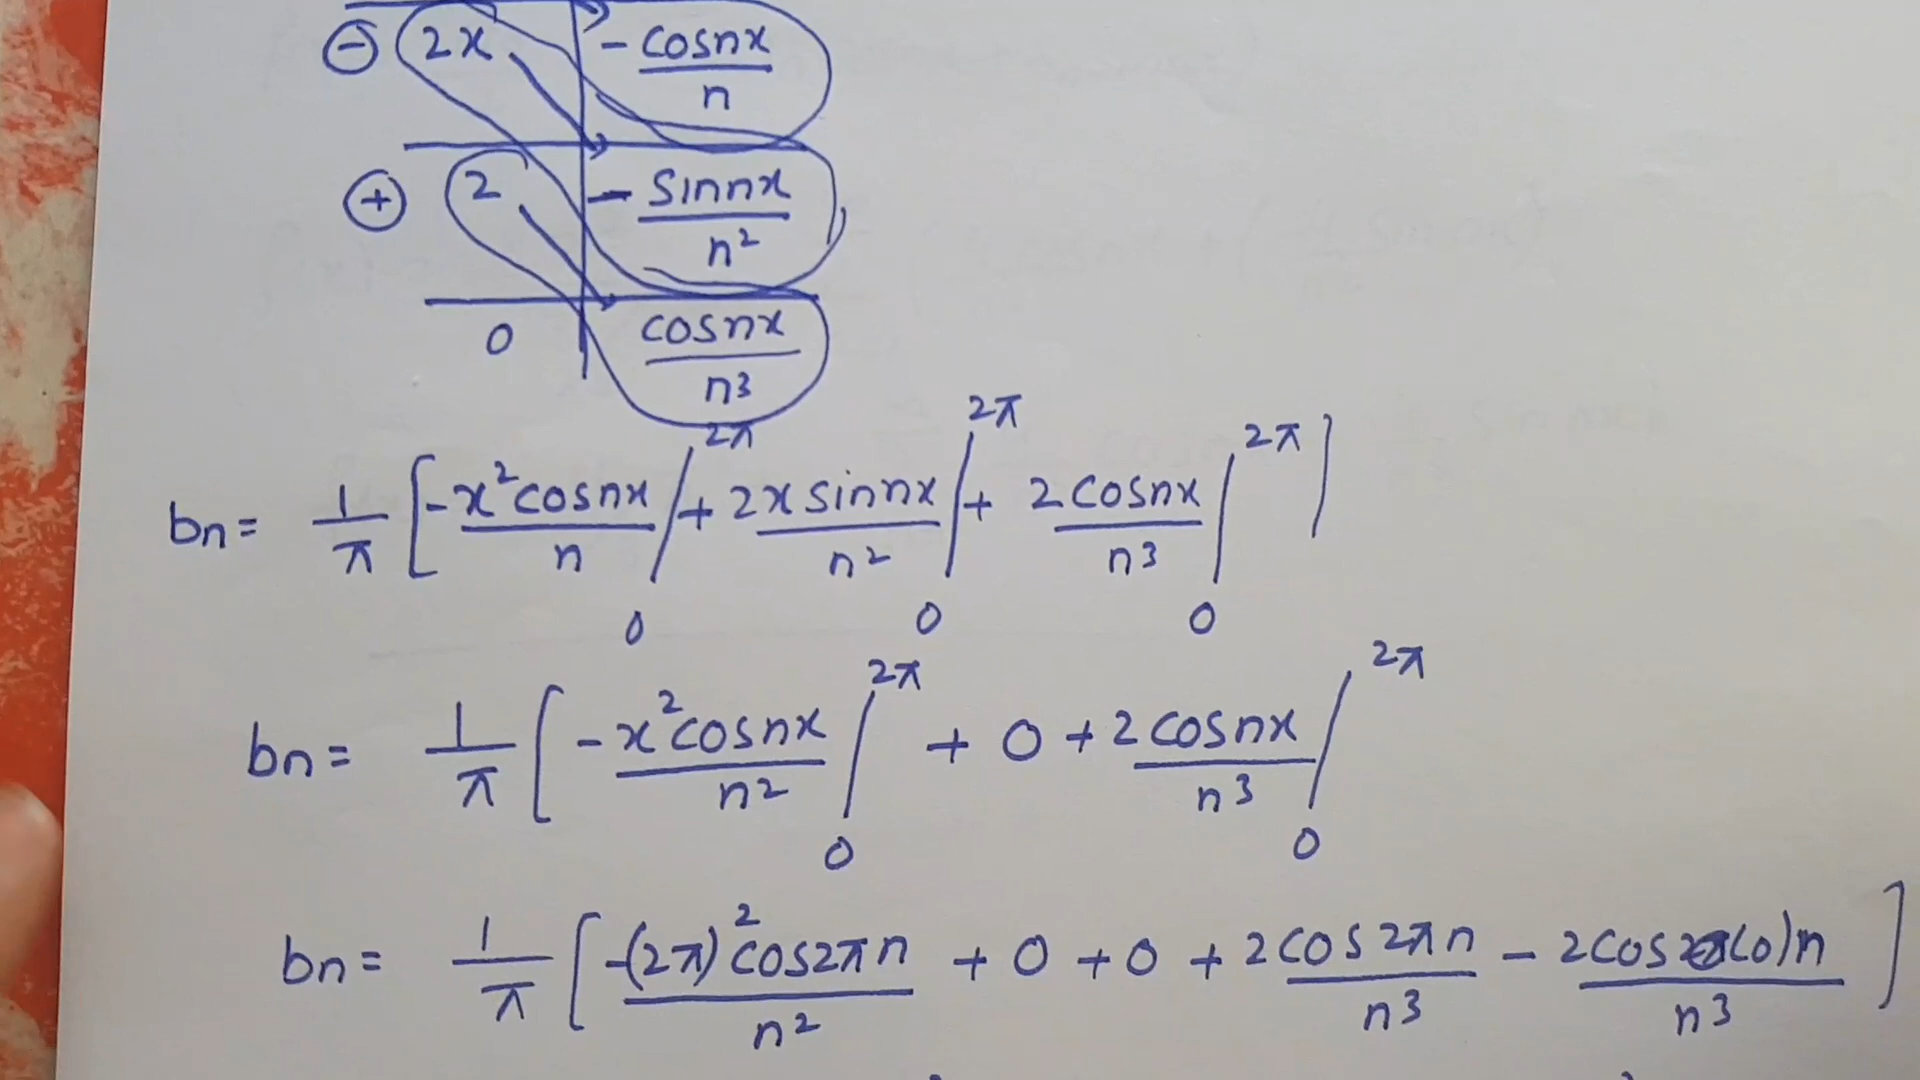 ⊖ 2x -cosnx/n
⊕ 2 - sinnx/n²
0 cosnx/n³
bn= 1/π [-x²cosnx/n /₀^2π + 2x sinnx/n² /₀^2π + 2cosnx/n³ /₀^2π ]
bn= 1/π [ -x²cosnx/n² /₀^2π + 0 + 2cosnx/n³ /₀^2π
bn= 1/π [ -(2π)²cos2πn/n² + 0 + 0 + 2cos2πn/n³ - 2cos (0)n/n³ ]